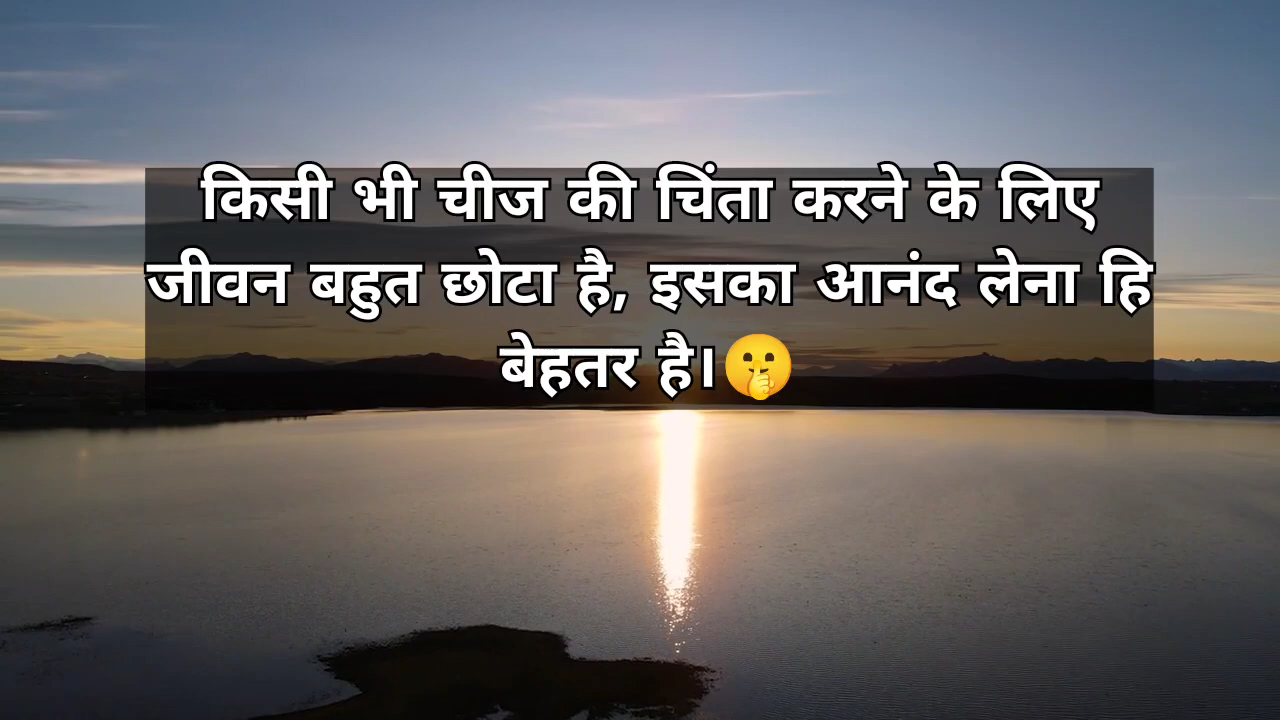 किसी भी चीज की चिंता करने के लिए
जीवन बहुत छोटा है, इसका आनंद लेना हि
बेहतर है।🤫